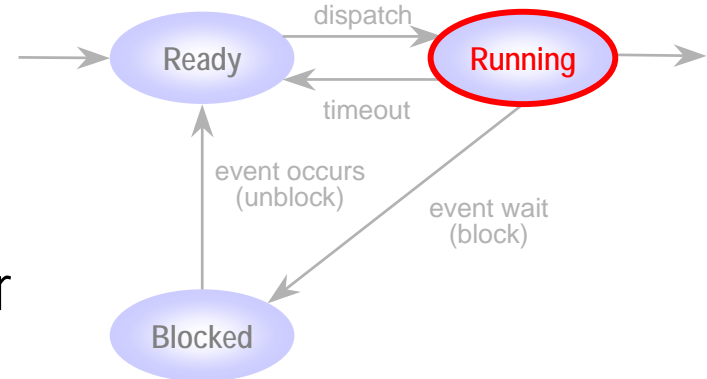 dispatch
Ready
Running
timeout
event occurs
(unblock)
event wait
(block)
r
Blocked